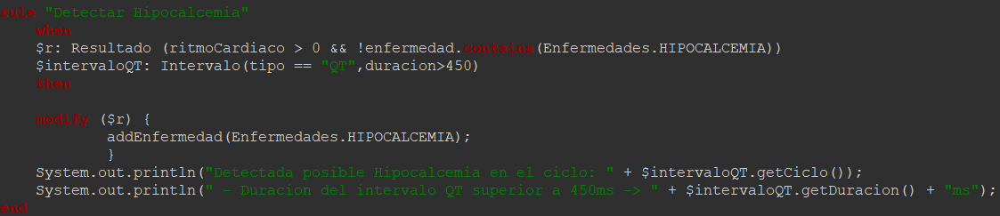 rule "Detectar Hipocalcemia"
when
$r: Resultado (ritmoCardiaco > 0 && !enfermedad.contains(Enfermedades.HIPOCALCEMIA))
$intervaloQT: Intervalo(tipo == "QT",duracion>450)
then
modify ($r) {
addEnfermedad(Enfermedades.HIPOCALCEMIA);
}
System.out.println("Detectada posible Hipocalcemia en el ciclo: " + $intervaloQT.getCiclo());
System.out.println(" - Duracion del intervalo QT superior a 450ms -> " + $intervaloQT.getDuracion() + "ms");
end